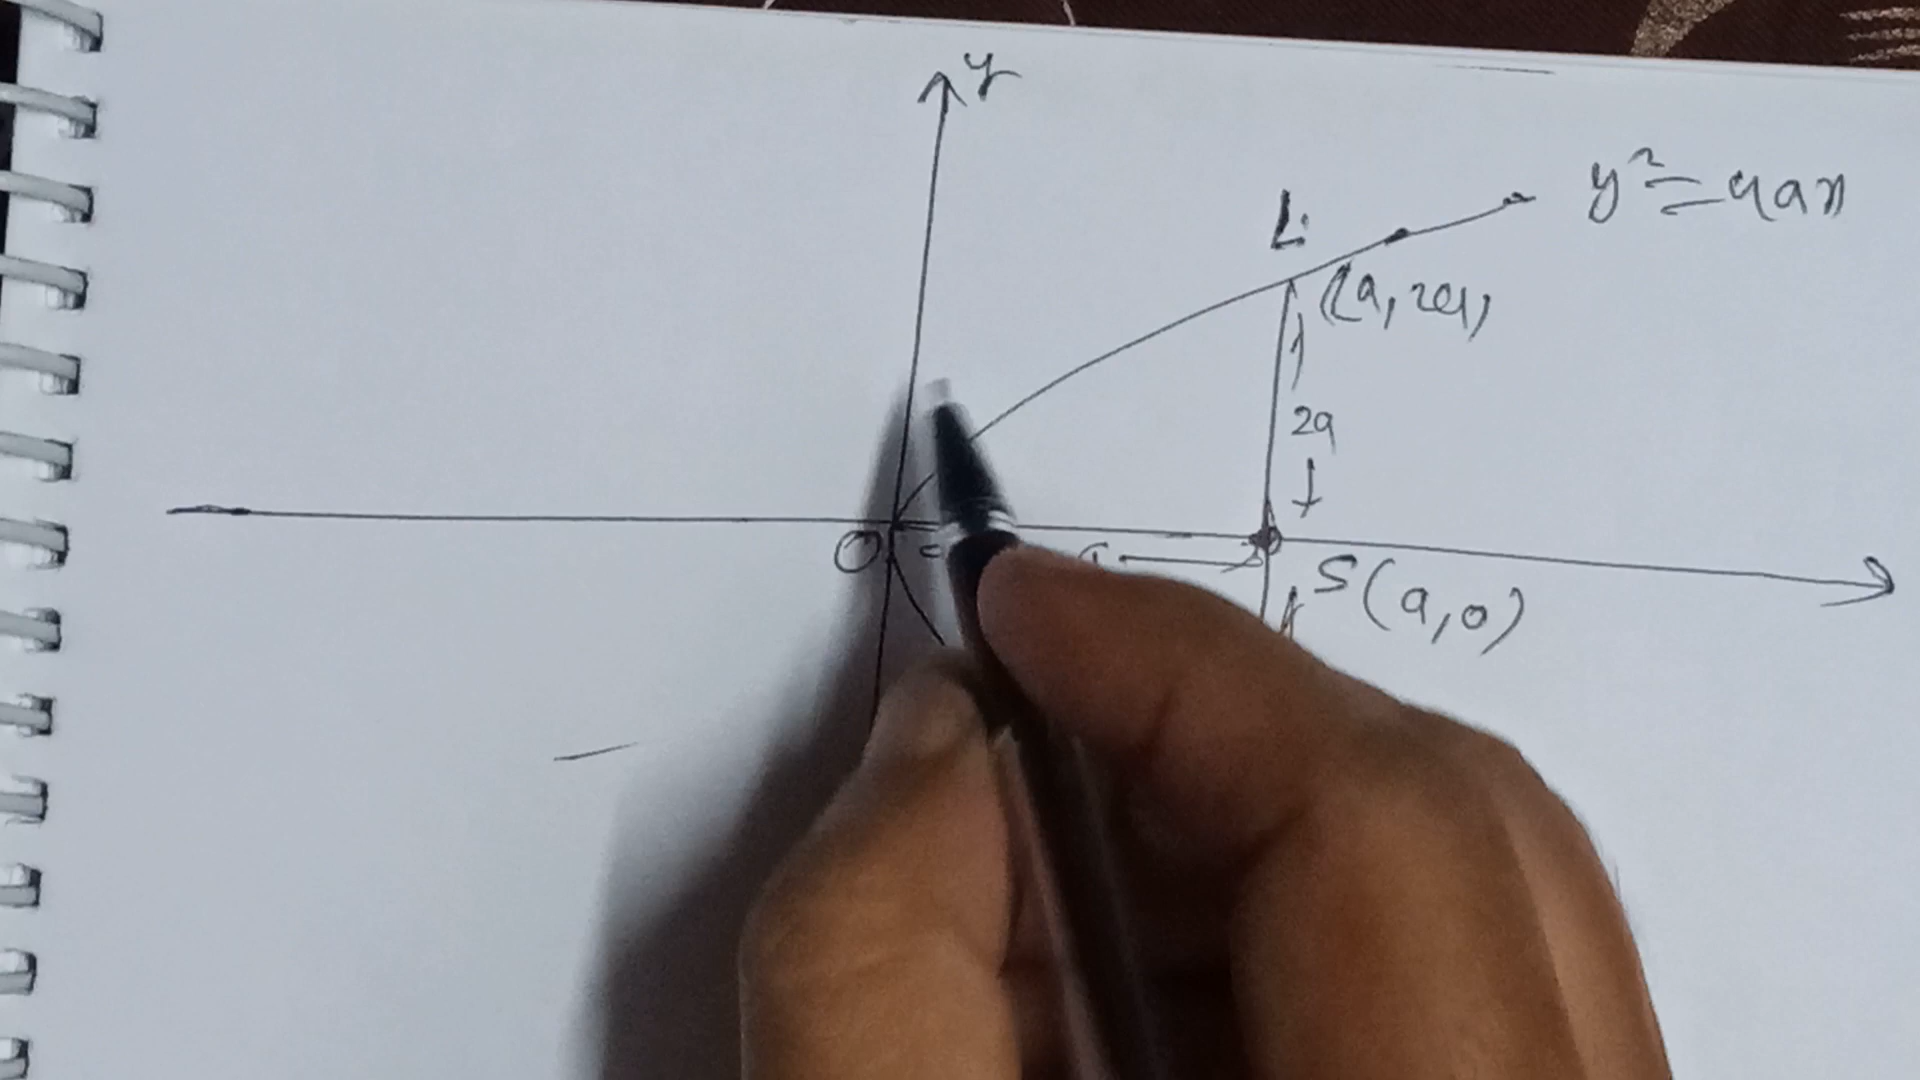 y
y² = 4ax
L
(a, 2a)
2a
O
a
S(a, 0)